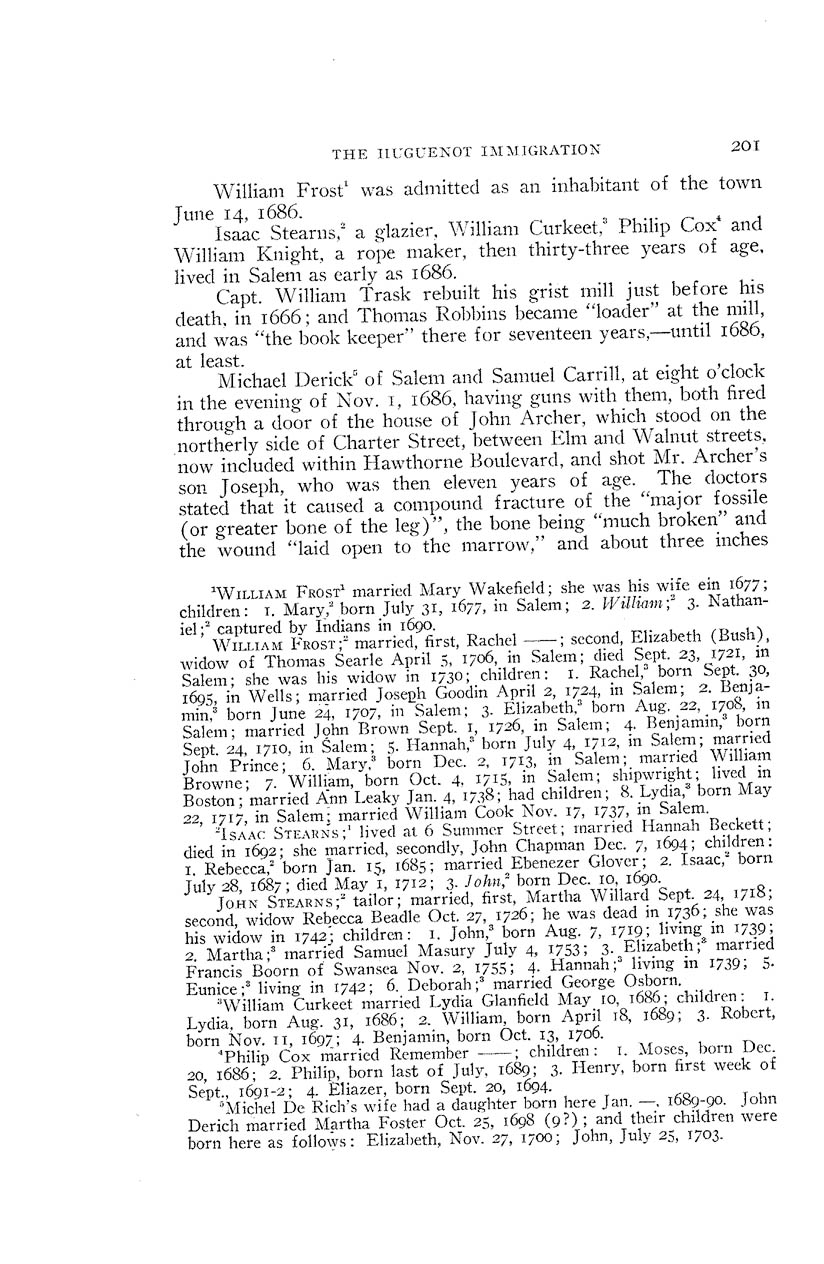 THE HUGUENOT IMMIGRATION 201
William Frost¹ was admitted as an inhabitant of the town
June 14, 1686.
Isaac Stearns,² a glazier, William Curkeet,³ Philip Cox⁴ and
William Knight, a rope maker, then thirty-three years of age,
lived in Salem as early as 1686.
Capt. William Trask rebuilt his grist mill just before his
death, in 1666; and Thomas Robbins became "loader" at the mill,
and was "the book keeper" there for seventeen years,—until 1686,
at least.
Michael Derick⁵ of Salem and Samuel Carrill, at eight o'clock
in the evening of Nov. 1, 1686, having guns with them, both fired
through a door of the house of John Archer, which stood on the
northerly side of Charter Street, between Elm and Walnut streets,
now included within Hawthorne Boulevard, and shot Mr. Archer's
son Joseph, who was then eleven years of age. The doctors
stated that it caused a compound fracture of the "major fossile
(or greater bone of the leg)", the bone being "much broken" and
the wound "laid open to the marrow," and about three inches
¹WILLIAM FROST¹ married Mary Wakefield; she was his wife ein 1677;
children: 1. Mary,² born July 31, 1677, in Salem; 2. William;² 3. Nathan-
iel;² captured by Indians in 1690.
WILLIAM FROST;² married, first, Rachel ——; second, Elizabeth (Bush),
widow of Thomas Searle April 5, 1706, in Salem; died Sept. 23, 1721, in
Salem; she was his widow in 1730; children: 1. Rachel,³ born Sept. 30,
1695, in Wells; married Joseph Goodin April 2, 1724, in Salem; 2. Benja-
min,³ born June 24, 1707, in Salem; 3. Elizabeth,³ born Aug. 22, 1708, in
Salem; married John Brown Sept. 1, 1726, in Salem; 4. Benjamin,³ born
Sept. 24, 1710, in Salem; 5. Hannah,³ born July 4, 1712, in Salem; married
John Prince; 6. Mary,³ born Dec. 2, 1713, in Salem; married William
Browne; 7. William, born Oct. 4, 1715, in Salem; shipwright; lived in
Boston; married Ann Leaky Jan. 4, 1738; had children; 8. Lydia,³ born May
22, 1717, in Salem; married William Cook Nov. 17, 1737, in Salem.
²ISAAC STEARNS;¹ lived at 6 Summer Street; married Hannah Beckett;
died in 1692; she married, secondly, John Chapman Dec. 7, 1694; children:
1. Rebecca,² born Jan. 15, 1685; married Ebenezer Glover; 2. Isaac,² born
July 28, 1687; died May 1, 1712; 3. John,² born Dec. 10, 1690.
JOHN STEARNS;² tailor; married, first, Martha Willard Sept. 24, 1718;
second, widow Rebecca Beadle Oct. 27, 1726; he was dead in 1736; she was
his widow in 1742; children: 1. John,³ born Aug. 7, 1719; living in 1739;
2. Martha;³ married Samuel Masury July 4, 1753; 3. Elizabeth;³ married
Francis Boorn of Swansea Nov. 2, 1755; 4. Hannah;³ living in 1739; 5.
Eunice;³ living in 1742; 6. Deborah;³ married George Osborn.
³William Curkeet married Lydia Glanfield May 10, 1686; children: 1.
Lydia, born Aug. 31, 1686; 2. William, born April 18, 1689; 3. Robert,
born Nov. 11, 1697; 4. Benjamin, born Oct. 13, 1706.
⁴Philip Cox married Remember ——; children: 1. Moses, born Dec.
20, 1686; 2. Philip, born last of July, 1689; 3. Henry, born first week of
Sept., 1691-2; 4. Eliazer, born Sept. 20, 1694.
⁵Michel De Rich's wife had a daughter born here Jan. —, 1689-90. John
Derich married Martha Foster Oct. 25, 1698 (9?); and their children were
born here as follows: Elizabeth, Nov. 27, 1700; John, July 25, 1703.